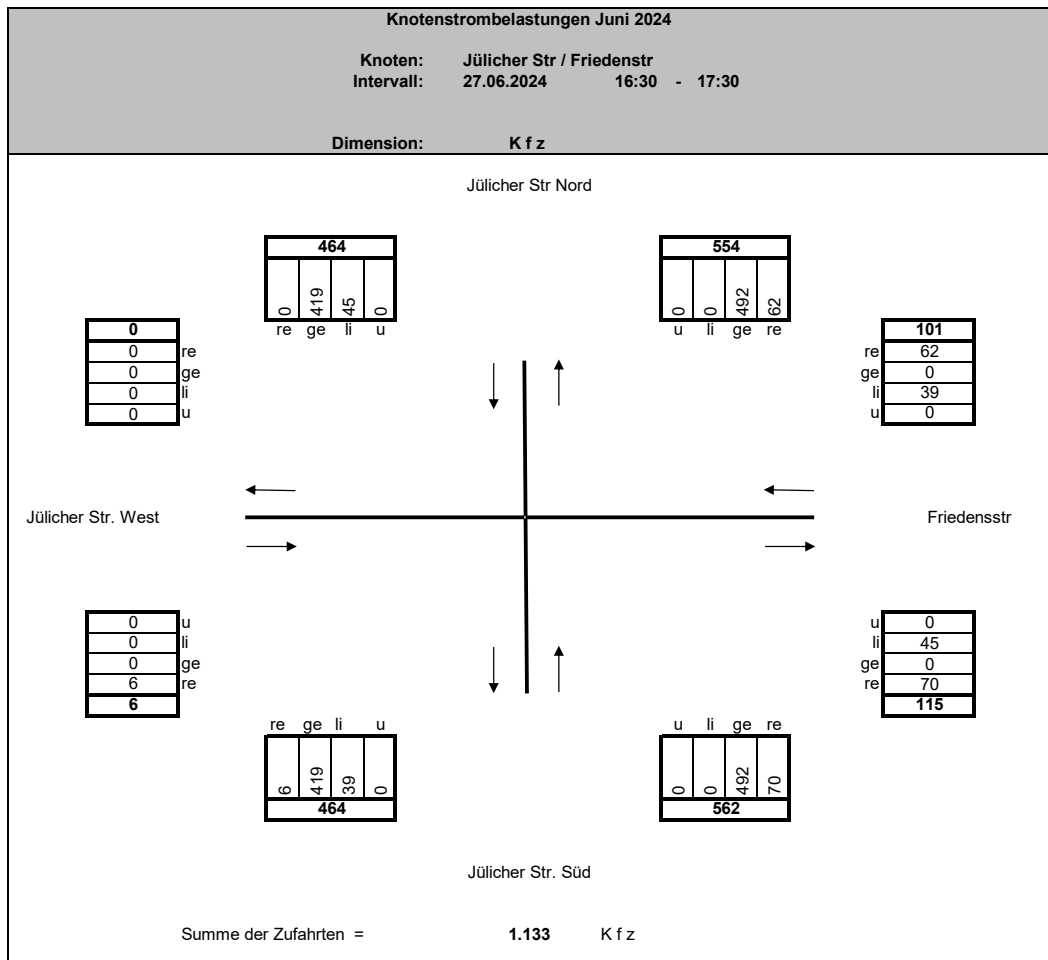 Knotenstrombelastungen Juni 2024
Knoten: Jülicher Str / Friedenstr
Intervall: 27.06.2024 16:30 - 17:30
Dimension: K f z
Jülicher Str Nord
464 554
0 419 45 0 0 0 492 62
re ge li u u li ge re
0 101
0 re re 62
0 ge ge 0
0 li li 39
0 u u 0
Jülicher Str. West Friedensstr
0 u u 0
0 li li 45
0 ge ge 0
6 re re 70
6 115
re ge li u u li ge re
6 419 39 0 0 0 492 70
464 562
Jülicher Str. Süd
Summe der Zufahrten = 1.133 K f z